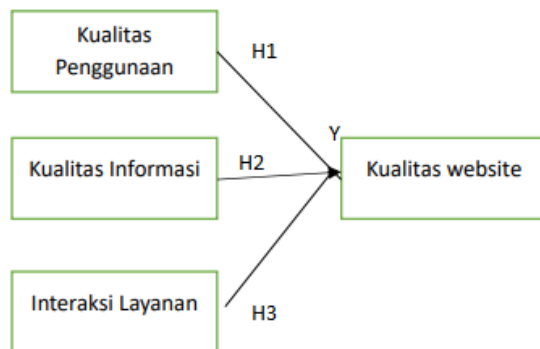 Kualitas
Penggunaan
H1
Y
Kualitas Informasi
H2
Kualitas website
Interaksi Layanan
H3